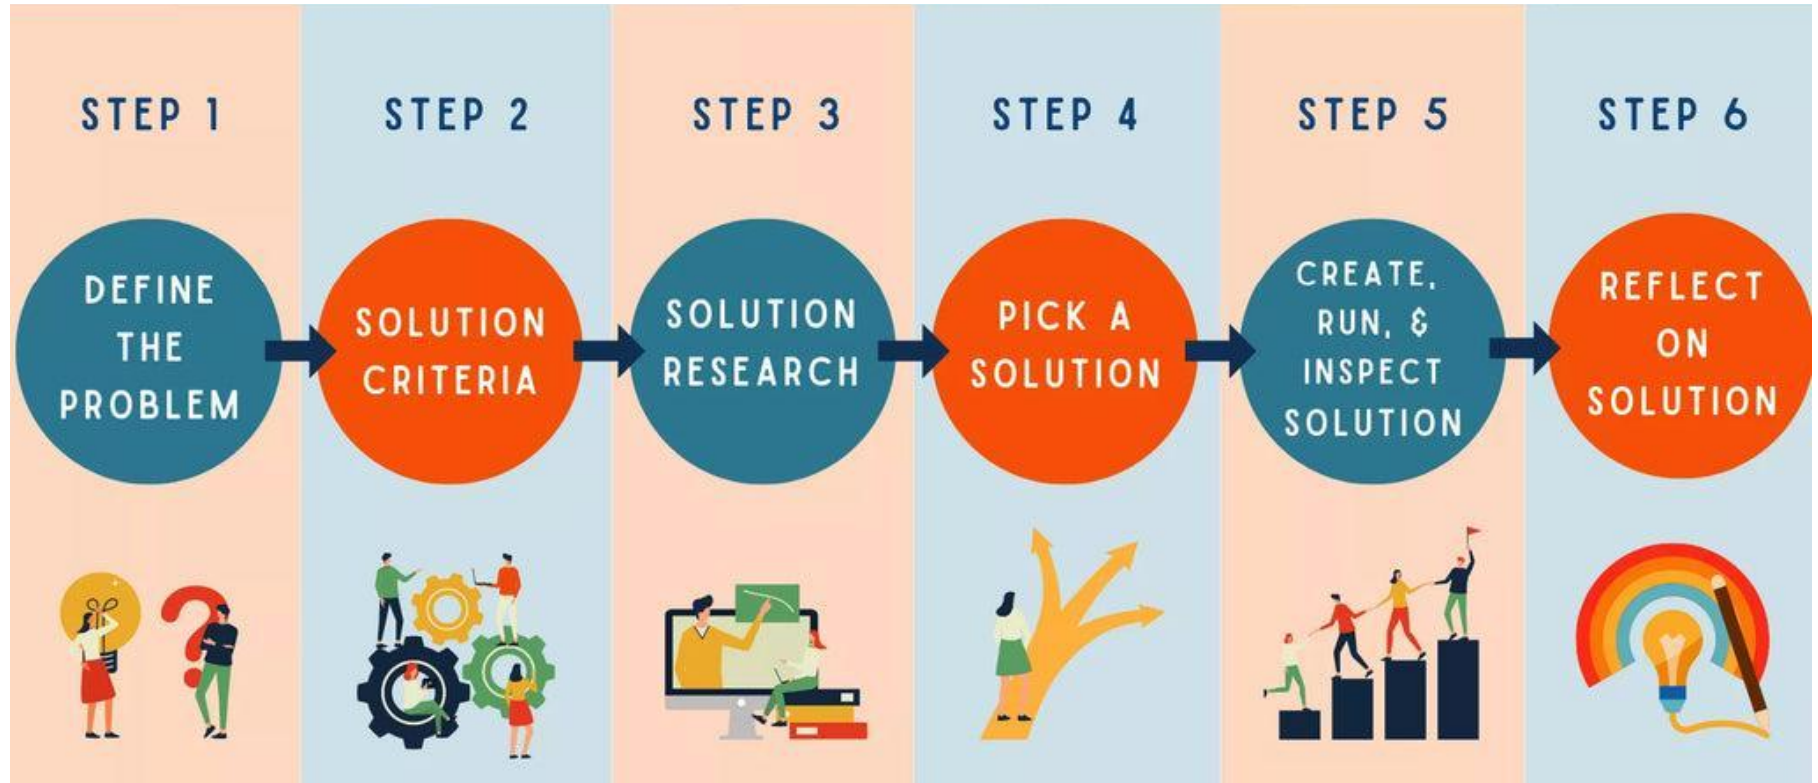 STEP 1
DEFINE
THE
PROBLEM
STEP 2
SOLUTION
CRITERIA
STEP 3
SOLUTION
RESEARCH
STEP 4
PICK A
SOLUTION
STEP 5
CREATE,
RUN, &
INSPECT
SOLUTION
STEP 6
REFLECT
ON
SOLUTION